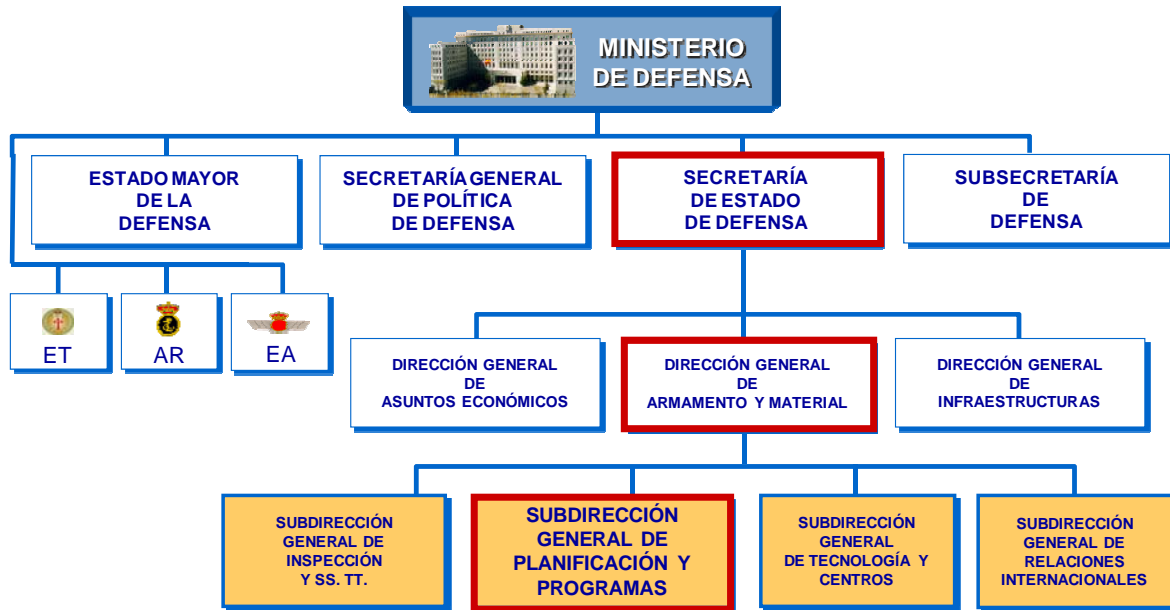 MINISTERIO
DE DEFENSA
ESTADO MAYOR
DE LA
DEFENSA
SECRETARÍA GENERAL
DE POLÍTICA
DE DEFENSA
SECRETARÍA
DE ESTADO
DE DEFENSA
SUBSECRETARÍA
DE
DEFENSA
ET
AR
EA
DIRECCIÓN GENERAL
DE
ASUNTOS ECONÓMICOS
DIRECCIÓN GENERAL
DE
ARMAMENTO Y MATERIAL
DIRECCIÓN GENERAL
DE
INFRAESTRUCTURAS
SUBDIRECCIÓN
GENERAL DE
INSPECCIÓN
Y SS. TT.
SUBDIRECCIÓN
GENERAL DE
PLANIFICACIÓN Y
PROGRAMAS
SUBDIRECCIÓN
GENERAL
DE TECNOLOGÍA Y
CENTROS
SUBDIRECCIÓN
GENERAL DE
RELACIONES
INTERNACIONALES